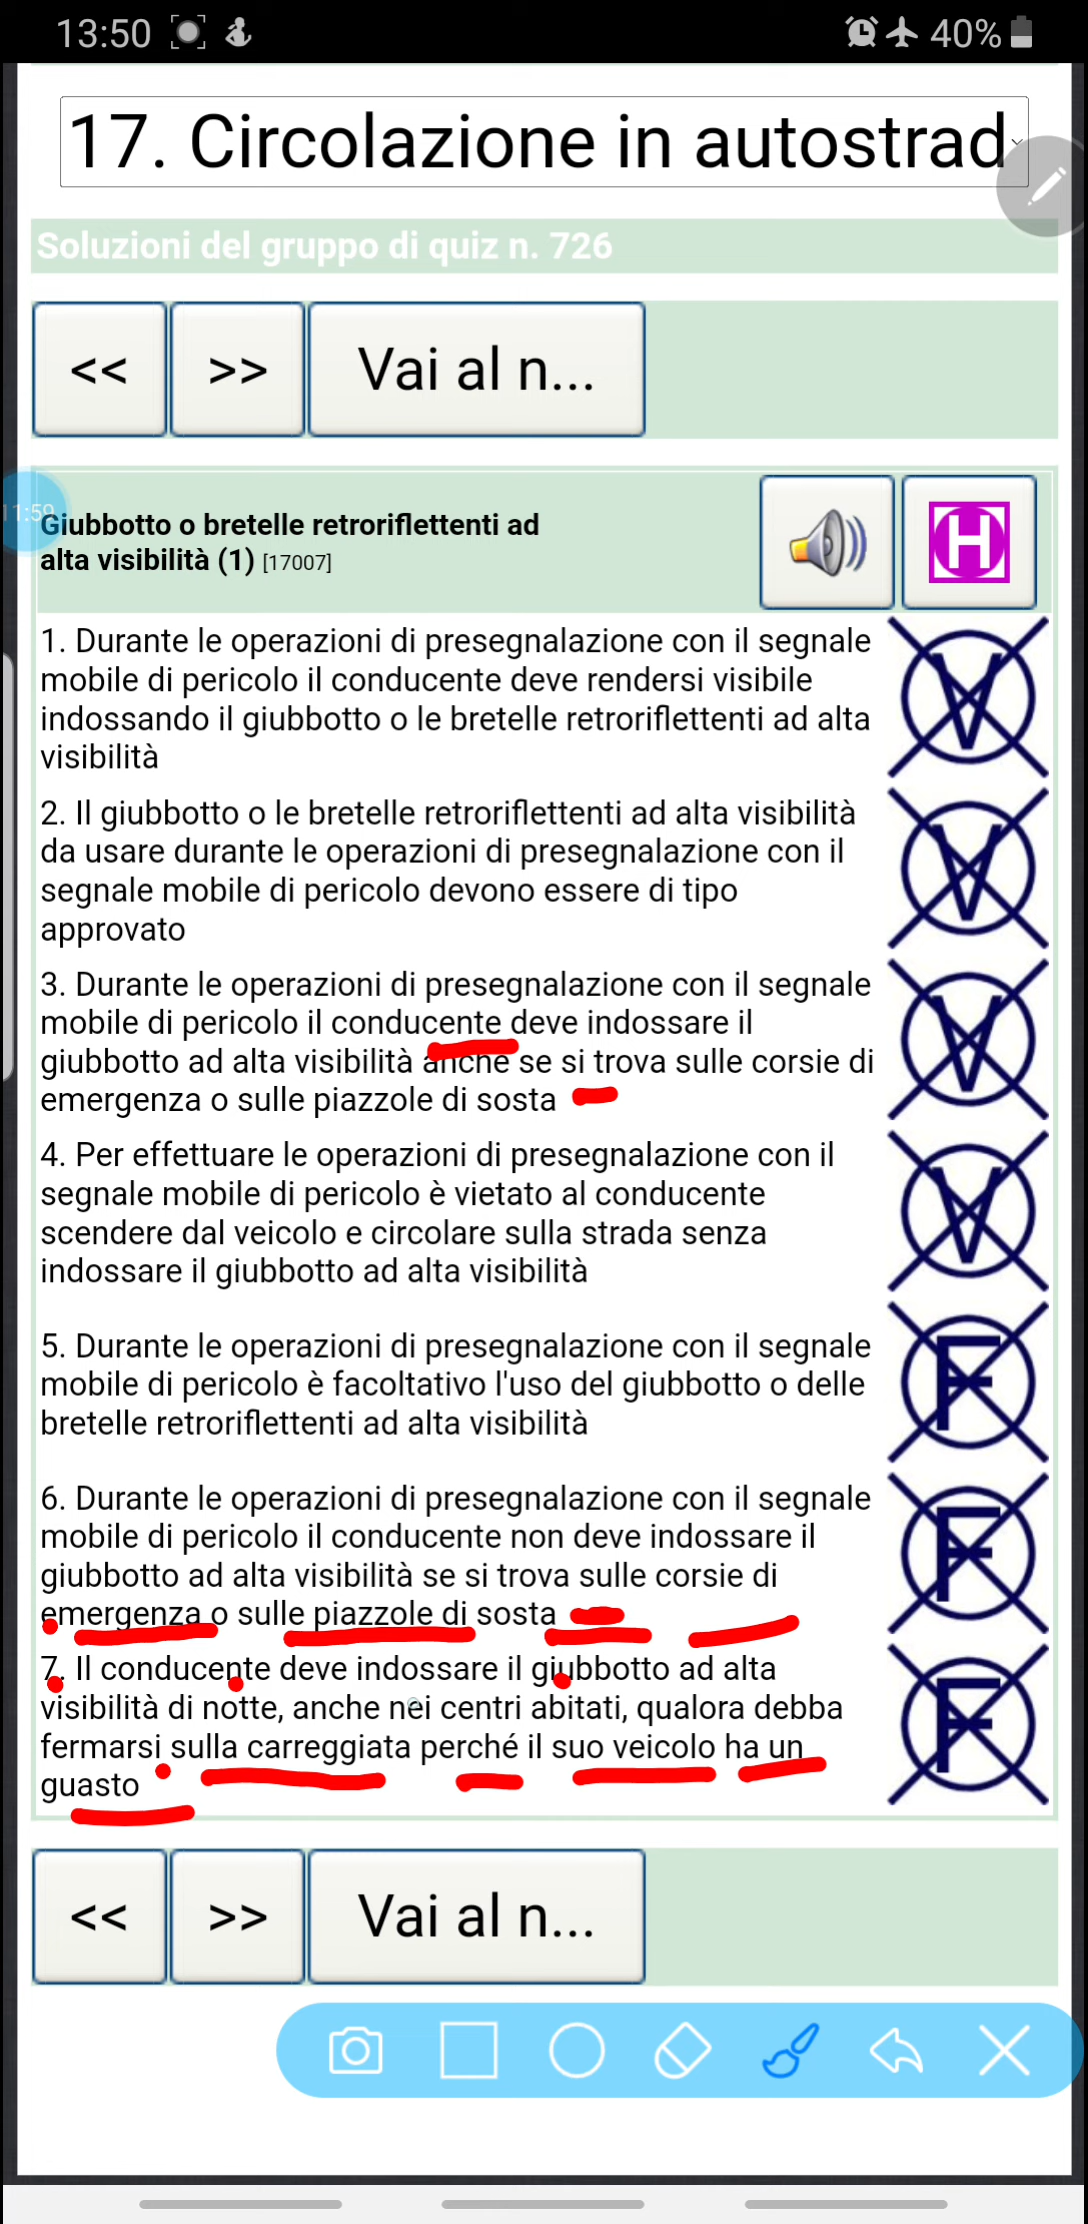 13:50
40%
17. Circolazione in autostrad
Soluzioni del gruppo di quiz n. 726
<<
>>
Vai al n...
11:59
Giubbotto o bretelle retroriflettenti ad
alta visibilità (1) [17007]
H
1. Durante le operazioni di presegnalazione con il segnale
mobile di pericolo il conducente deve rendersi visibile
indossando il giubbotto o le bretelle retroriflettenti ad alta
visibilità
V
2. Il giubbotto o le bretelle retroriflettenti ad alta visibilità
da usare durante le operazioni di presegnalazione con il
segnale mobile di pericolo devono essere di tipo
approvato
V
3. Durante le operazioni di presegnalazione con il segnale
mobile di pericolo il conducente deve indossare il
giubbotto ad alta visibilità anche se si trova sulle corsie di
emergenza o sulle piazzole di sosta
V
4. Per effettuare le operazioni di presegnalazione con il
segnale mobile di pericolo è vietato al conducente
scendere dal veicolo e circolare sulla strada senza
indossare il giubbotto ad alta visibilità
V
5. Durante le operazioni di presegnalazione con il segnale
mobile di pericolo è facoltativo l'uso del giubbotto o delle
bretelle retroriflettenti ad alta visibilità
F
6. Durante le operazioni di presegnalazione con il segnale
mobile di pericolo il conducente non deve indossare il
giubbotto ad alta visibilità se si trova sulle corsie di
emergenza o sulle piazzole di sosta
F
7. Il conducente deve indossare il giubbotto ad alta
visibilità di notte, anche nei centri abitati, qualora debba
fermarsi sulla carreggiata perché il suo veicolo ha un
guasto
F
<<
>>
Vai al n...